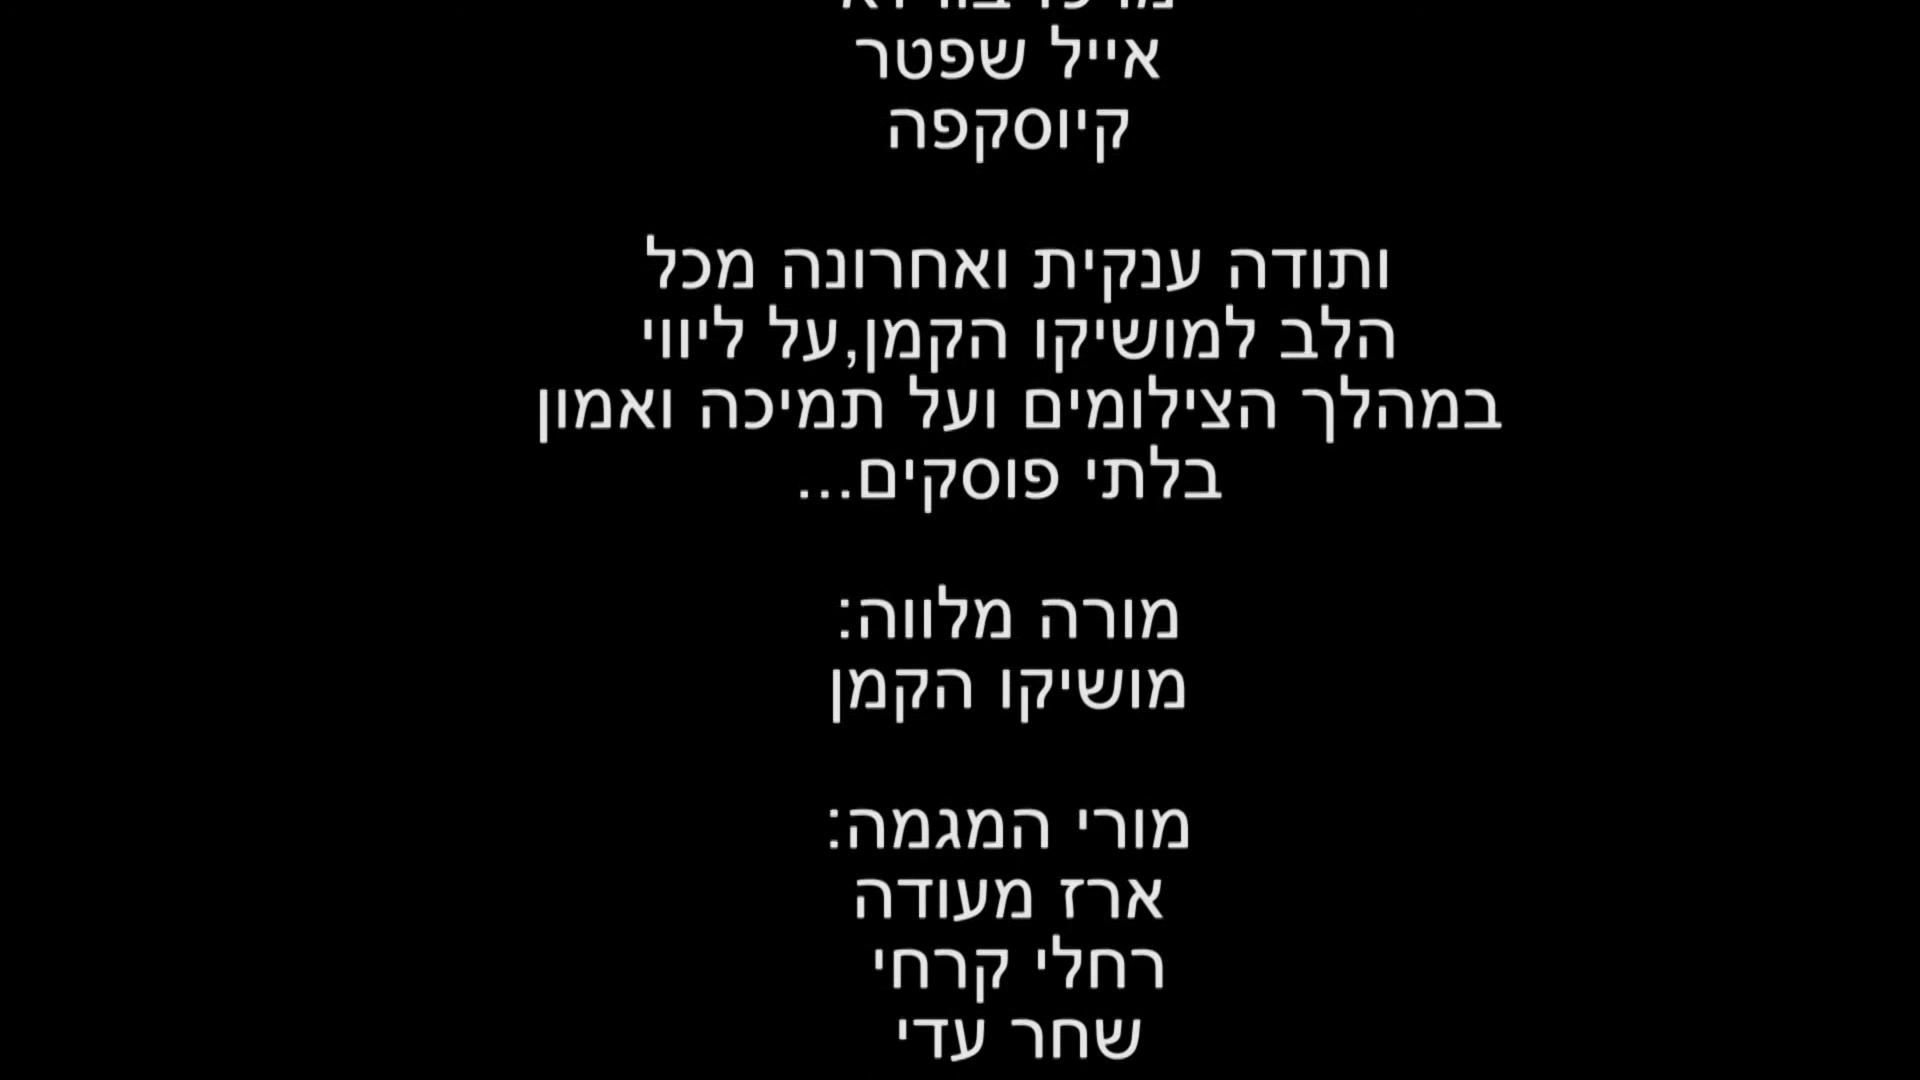 אייל שפטר
קיוסקפה
ותודה ענקית ואחרונה מכל
הלב למושיקו הקמן,על ליווי
במהלך הצילומים ועל תמיכה ואמון
בלתי פוסקים...
מורה מלווה:
מושיקו הקמן
מורי המגמה:
ארז מעודה
רחלי קרחי
שחר עדי